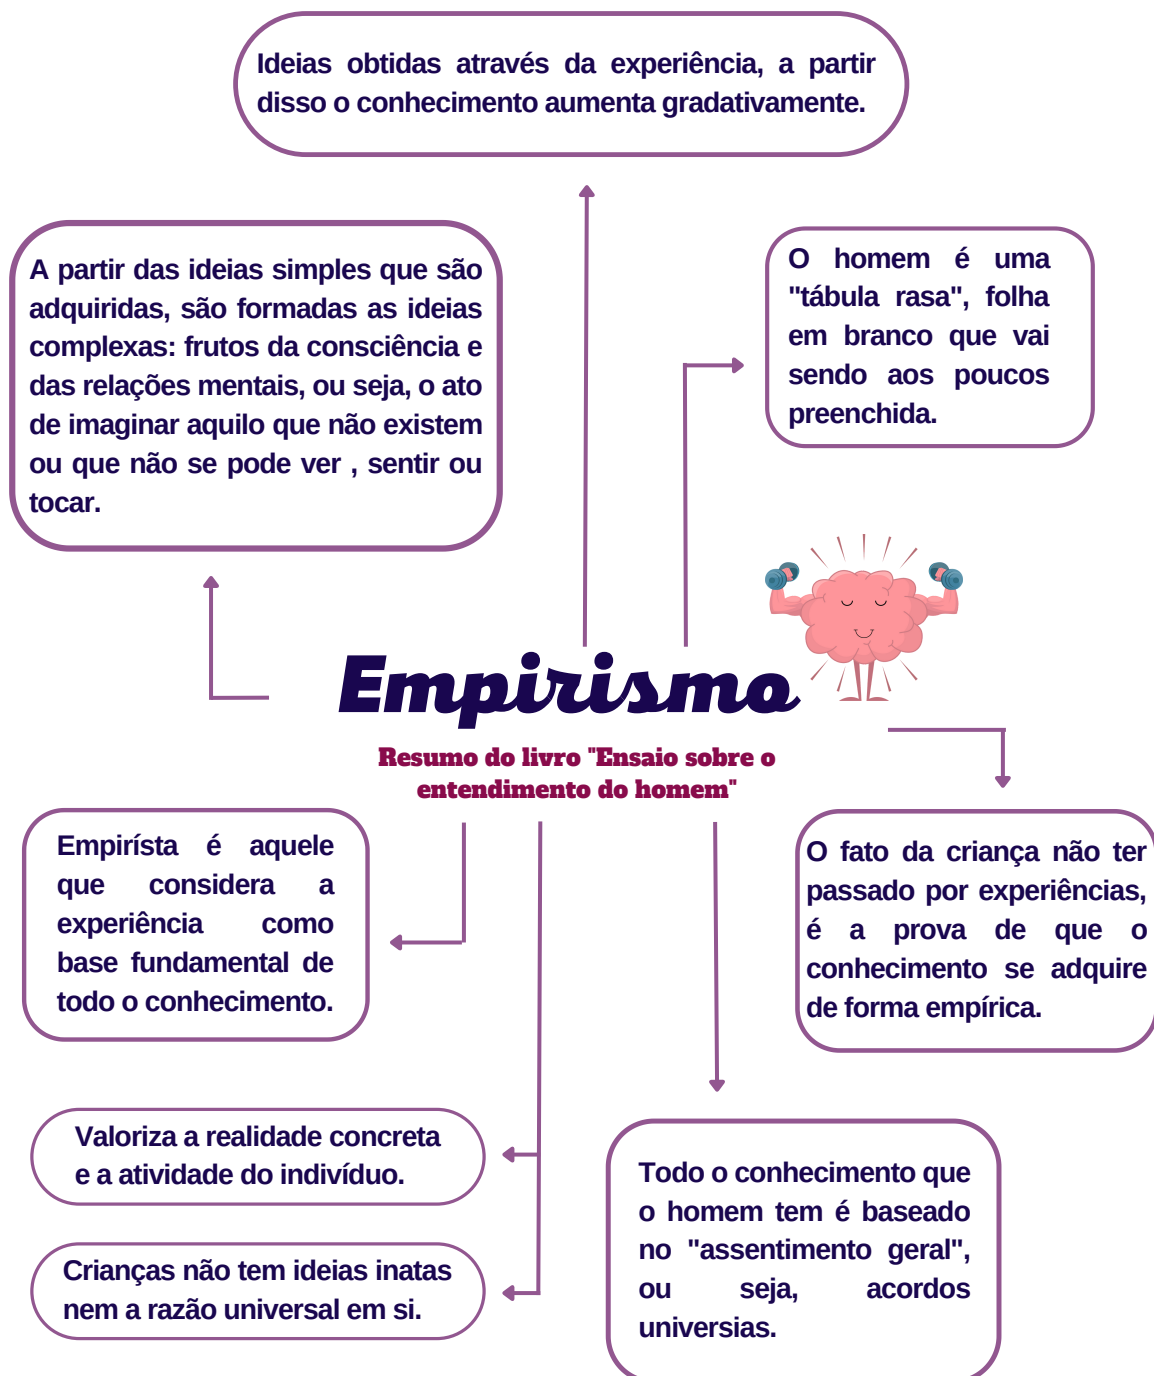 Ideias obtidas através da experiência, a partir
disso o conhecimento aumenta gradativamente.
A partir das ideias simples que são
adquiridas, são formadas as ideias
complexas: frutos da consciência e
das relações mentais, ou seja, o ato
de imaginar aquilo que não existem
ou que não se pode ver , sentir ou
tocar.
O homem é uma
"tábula rasa", folha
em branco que vai
sendo aos poucos
preenchida.
Empirismo
Resumo do livro "Ensaio sobre o
entendimento do homem"
Empirísta é aquele
que considera a
experiência como
base fundamental de
todo o conhecimento.
O fato da criança não ter
passado por experiências,
é a prova de que o
conhecimento se adquire
de forma empírica.
Valoriza a realidade concreta
e a atividade do indivíduo.
Crianças não tem ideias inatas
nem a razão universal em si.
Todo o conhecimento que
o homem tem é baseado
no "assentimento geral",
ou seja, acordos
universias.